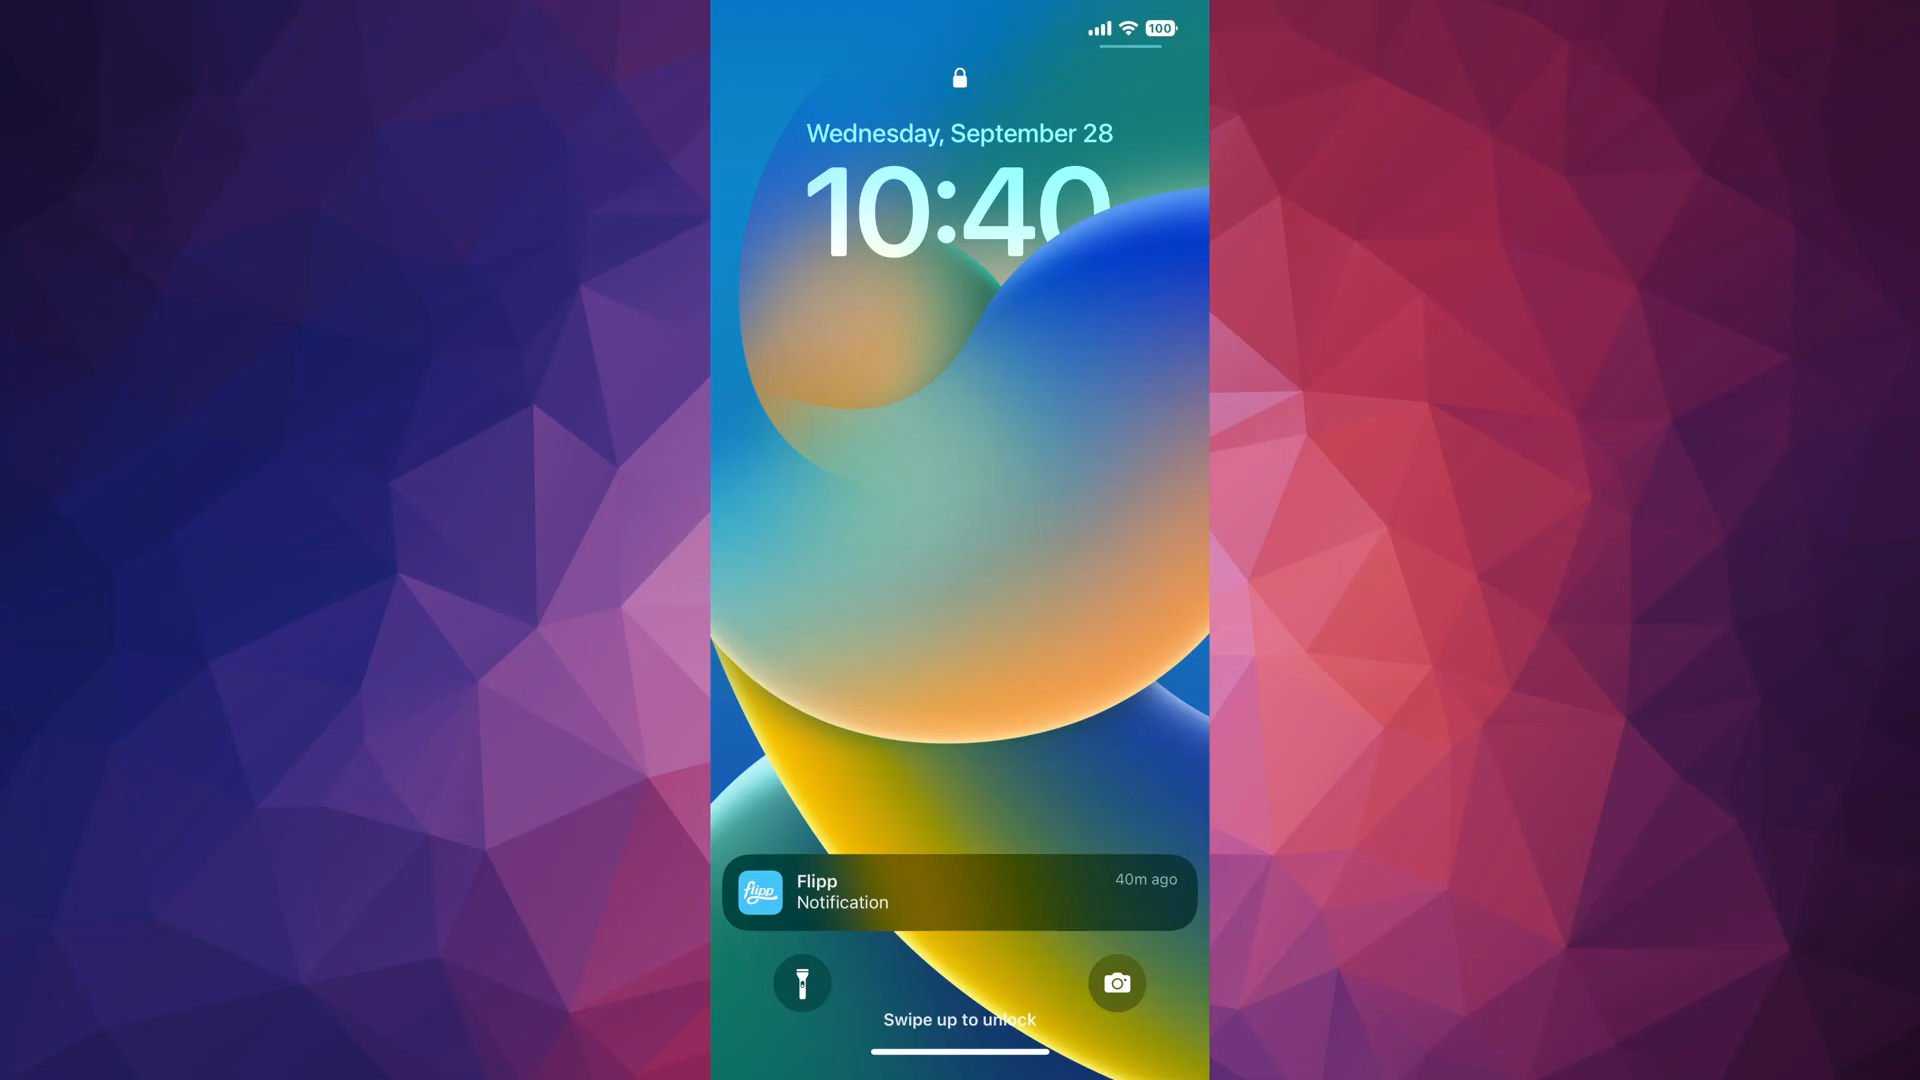 100
Wednesday, September 28
10:40
flipp
Flipp
40m ago
Notification
Swipe up to unlock